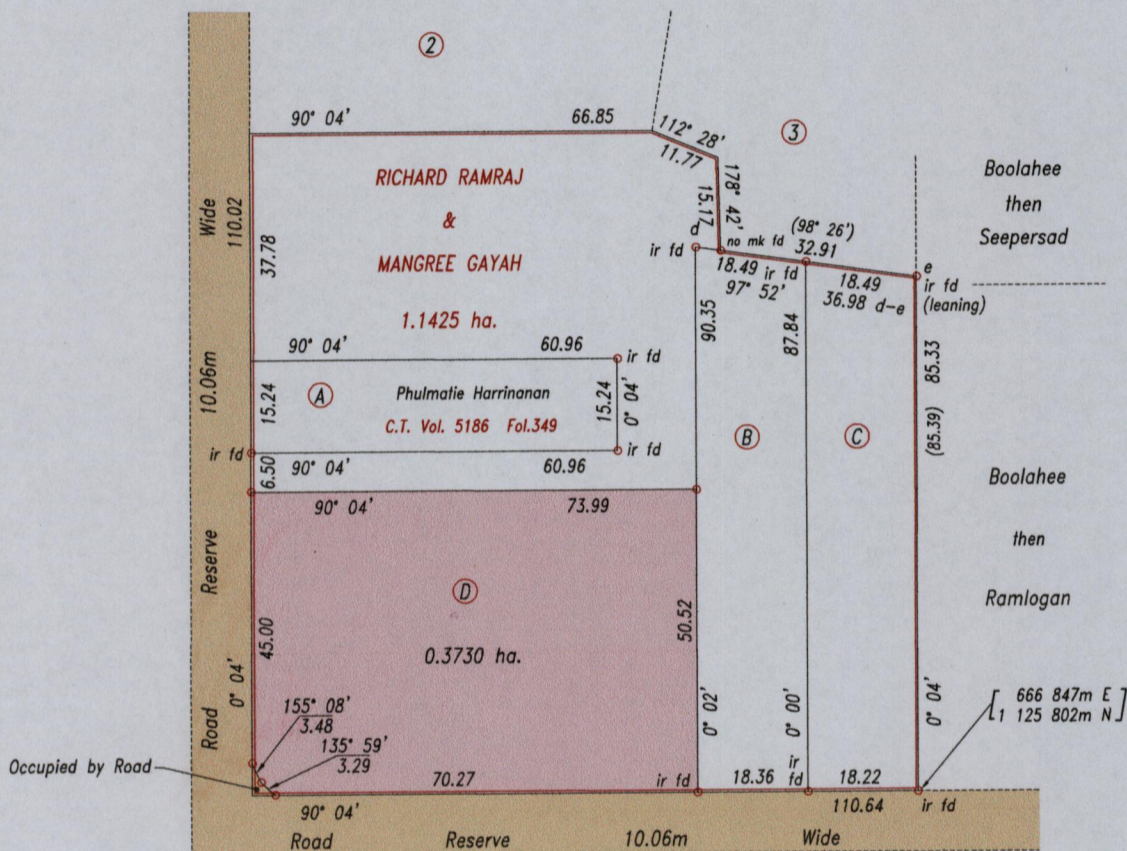 2
90° 04' 66.85
112° 28'
11.77
3
178° 42'
15.17
RICHARD RAMRAJ
&
MANGREE GAYAH
1.1425 ha.
Boolahee
then
Seepersad
Wide
110.02
37.78
d
ir fd
no mk fd
(98° 26')
32.91
18.49 ir fd
97° 52'
18.49
36.98 d-e
e
ir fd
(leaning)
90° 04' 60.96
ir fd
10.06m
15.24
A
Phulmatie Harrinanan
C.T. Vol. 5186 Fol.349
15.24
0° 04'
90.35
87.84
85.33
(85.39)
ir fd
90° 04' 60.96
ir fd
6.50
B
C
90° 04' 73.99
Boolahee
then
Ramlogan
Reserve
D
0.3730 ha.
45.00
50.52
0° 04'
Road
0° 20'
0° 00'
0° 04'
155° 08'
3.48
135° 59'
3.29
Occupied by Road
666 847m E
1 125 802m N
70.27
ir fd
18.36
ir
fd
18.22
90° 04'
110.64
ir fd
Road Reserve 10.06m Wide